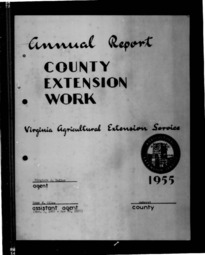 Annual Report
COUNTY
EXTENSION
WORK
Virginia Agricultural Extension Service
1955
agent
assistant agent
county